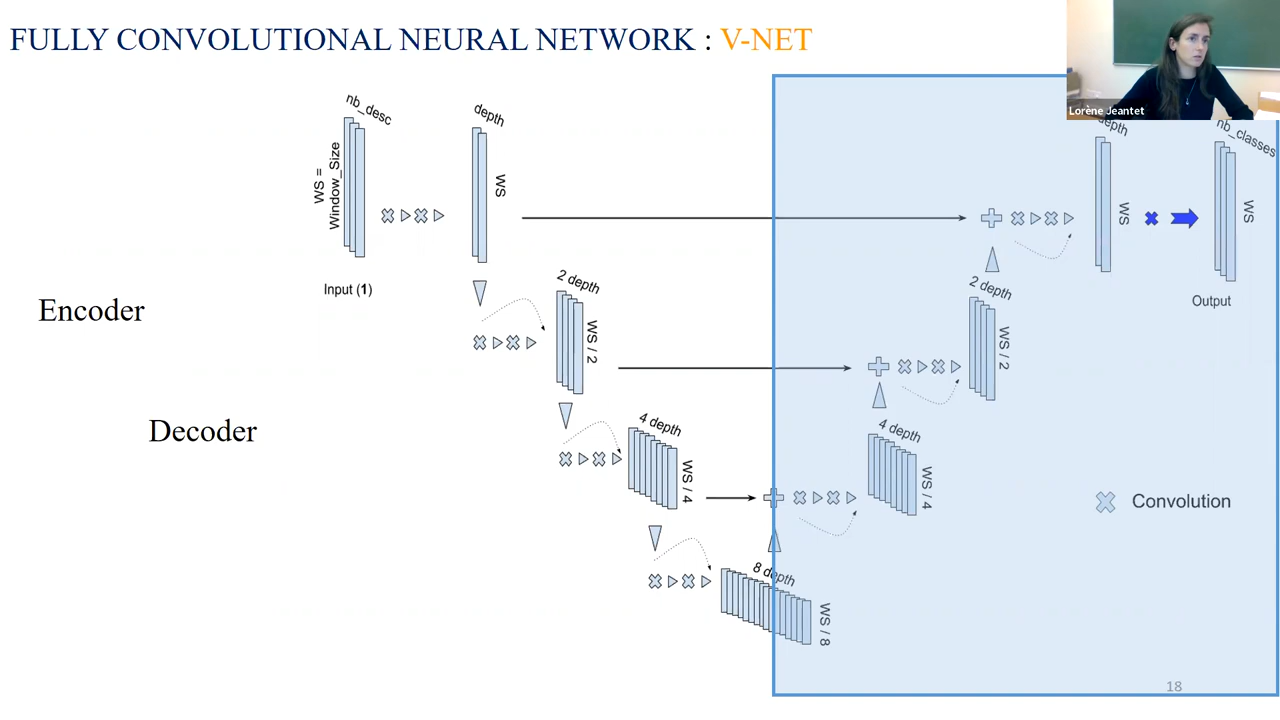 FULLY CONVOLUTIONAL NEURAL NETWORK : V-NET
Lorène Jeantet
nb_desc
WS =
Window_Size
Input (1)
depth
WS
2 depth
WS / 2
4 depth
WS / 4
8 depth
WS / 8
4 depth
WS / 4
2 depth
WS / 2
depth
WS
nb_classes
WS
Output
Encoder
Decoder
Convolution
18